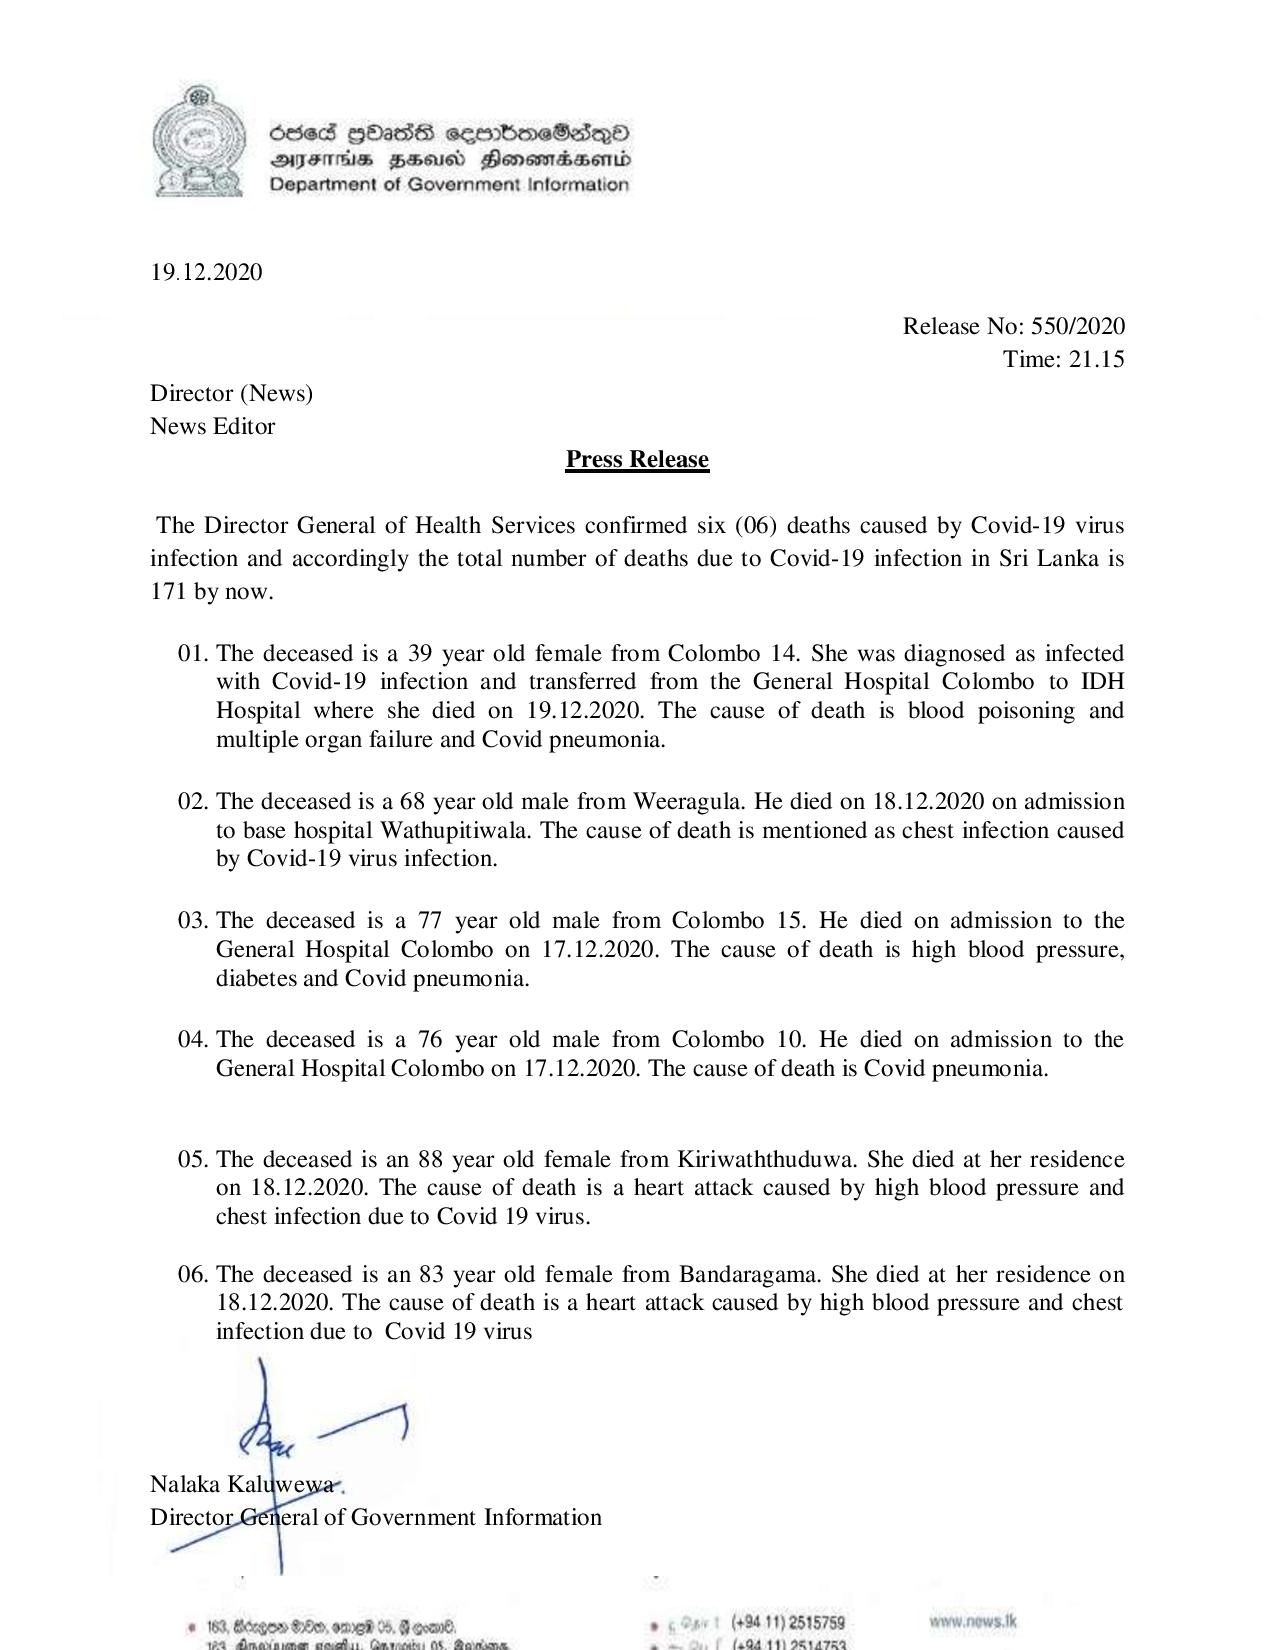 රජයේ ප්‍රවෘත්ති දෙපාර්තමේන්තුව
அரசாங்க தகவல் திணைக்களம்
Department of Government Information
19.12.2020
Release No: 550/2020
Time: 21.15
Director (News)
News Editor
Press Release
The Director General of Health Services confirmed six (06) deaths caused by Covid-19 virus
infection and accordingly the total number of deaths due to Covid-19 infection in Sri Lanka is
171 by now.
01. The deceased is a 39 year old female from Colombo 14. She was diagnosed as infected
with Covid-19 infection and transferred from the General Hospital Colombo to IDH
Hospital where she died on 19.12.2020. The cause of death is blood poisoning and
multiple organ failure and Covid pneumonia.
02. The deceased is a 68 year old male from Weeragula. He died on 18.12.2020 on admission
to base hospital Wathupitiwala. The cause of death is mentioned as chest infection caused
by Covid-19 virus infection.
03. The deceased is a 77 year old male from Colombo 15. He died on admission to the
General Hospital Colombo on 17.12.2020. The cause of death is high blood pressure,
diabetes and Covid pneumonia.
04. The deceased is a 76 year old male from Colombo 10. He died on admission to the
General Hospital Colombo on 17.12.2020. The cause of death is Covid pneumonia.
05. The deceased is an 88 year old female from Kiriwaththuduwa. She died at her residence
on 18.12.2020. The cause of death is a heart attack caused by high blood pressure and
chest infection due to Covid 19 virus.
06. The deceased is an 83 year old female from Bandaragama. She died at her residence on
18.12.2020. The cause of death is a heart attack caused by high blood pressure and chest
infection due to Covid 19 virus
Nalaka Kaluwewa
Director General of Government Information
163, කිරුලපන මාවත, කොළඹ 05, ශ්‍රී ලංකාව. (+94 11) 2515759 www.news.lk
(+94 11) 2514753